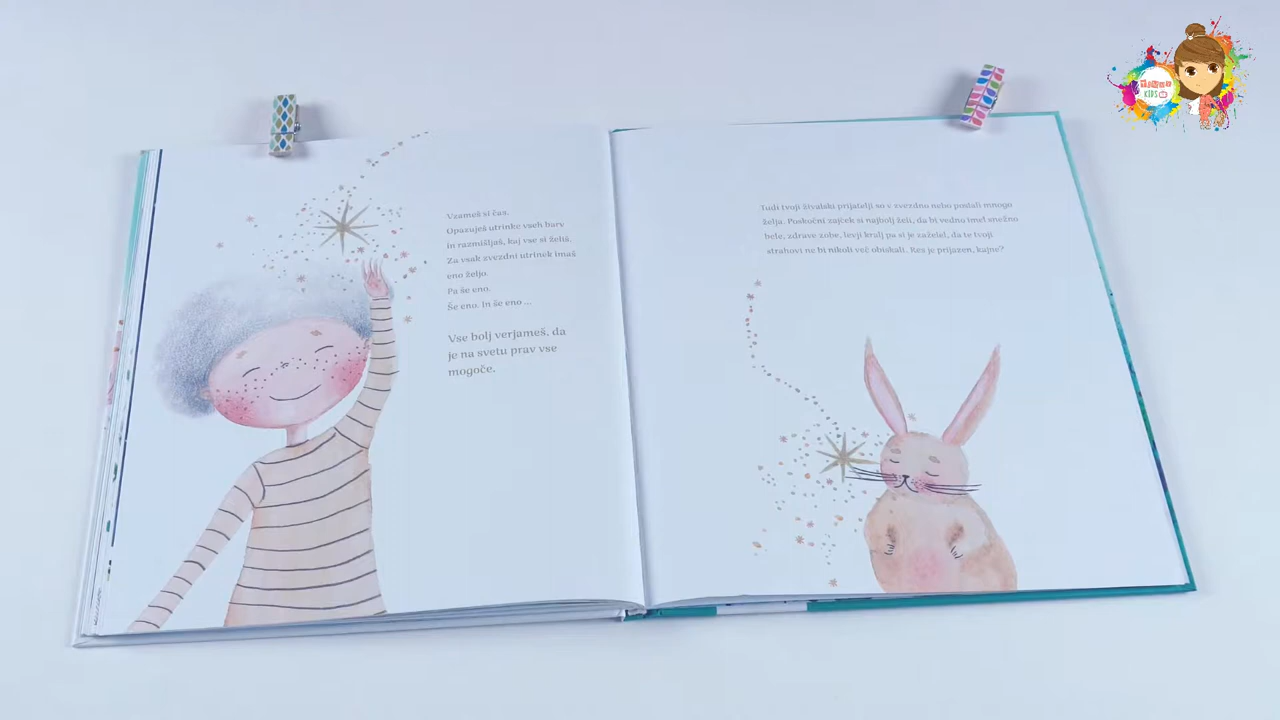 Vzameš si čas.
Opazuješ utrinke vseh barv
in razmišljaš, kaj vse si želiš.
Za vsak zvezdni utrinek imaš
eno željo.
Pa še eno.
Še eno. In še eno ...
Vse bolj verjameš, da
je na svetu prav vse
mogoče.
Tudi tvoji živalski prijatelji so v zvezdno nebo poslali mnogo
želja. Poskočni zajček si najbolj želi, da bi vedno imel snežno
bele, zdrave zobe, levji kralj pa si je zaželel, da te tvoji
strahovi ne bi nikoli več obiskali. Res je prijazen, kajne?
KIDS